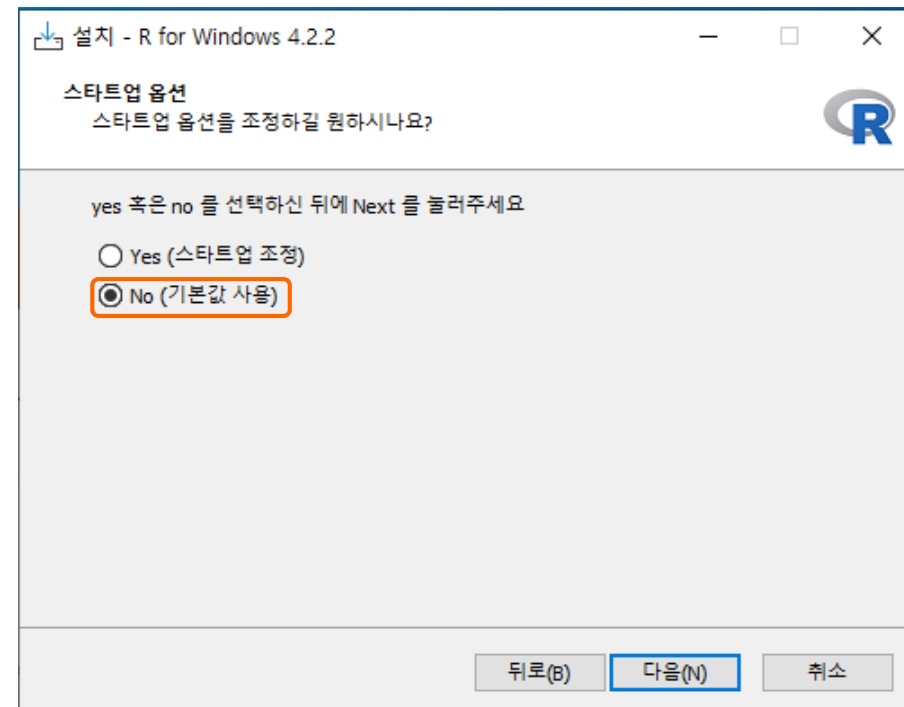 설치 - R for Windows 4.2.2
스타트업 옵션
스타트업 옵션을 조정하길 원하시나요?
R
yes 혹은 no 를 선택하신 뒤에 Next 를 눌러주세요
Yes (스타트업 조정)
No (기본값 사용)
뒤로(B) 다음(N) 취소